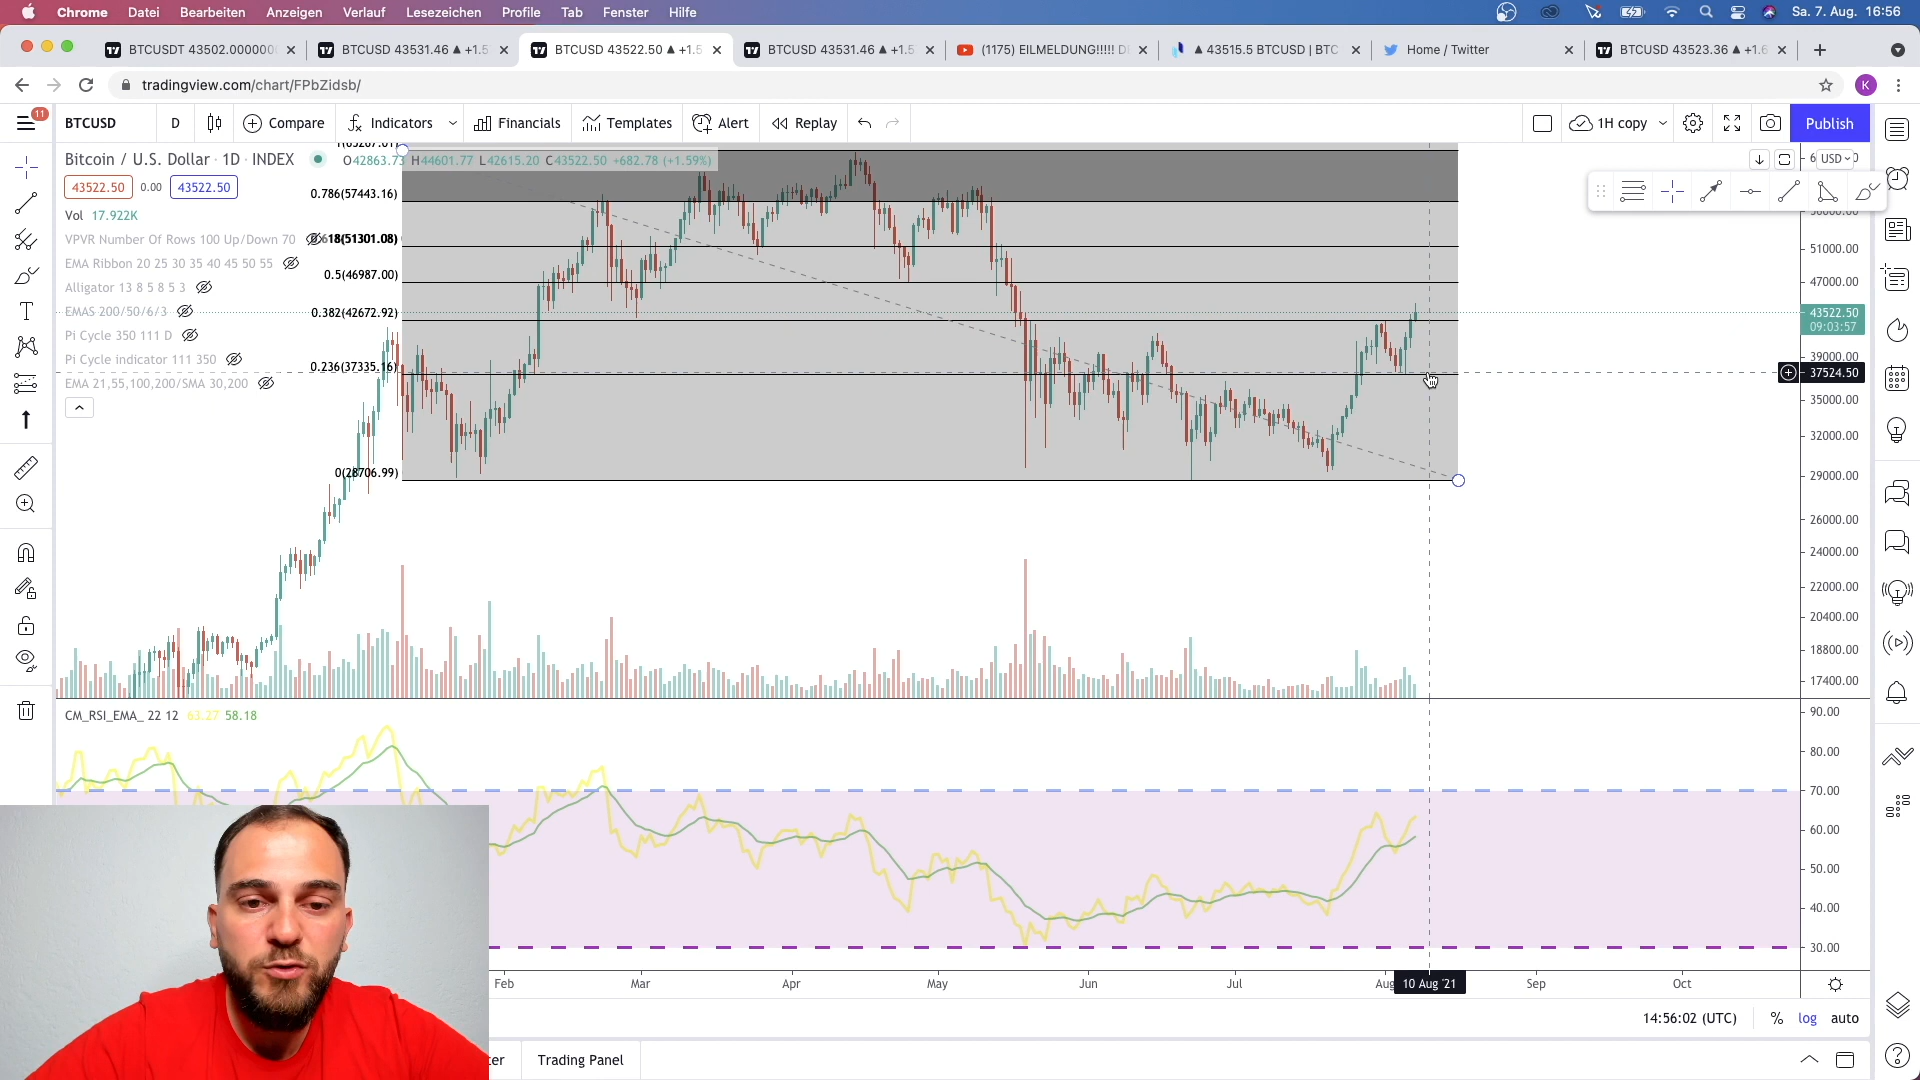 Chrome Datei Bearbeiten Anzeigen Verlauf Lesezeichen Profile Tab Fenster Hilfe Sa. 7. Aug. 16:56
BTCUSDT 43502.000000 BTCUSD 43531.46 ▲ +1.5 BTCUSD 43522.50 ▲ +1.5 BTCUSD 43531.46 ▲ +1.5 (1175) EILMELDUNG!!!!! D ▲ 43515.5 BTCUSD | BTC Home / Twitter BTCUSD 43523.36 ▲ +1.6
tradingview.com/chart/FPbZidsb/ K
11 BTCUSD D Compare Indicators Financials Templates Alert Replay 1H copy Publish
Bitcoin / U.S. Dollar · 1D · INDEX O42863.73 H44601.77 L42615.20 C43522.50 +682.78 (+1.59%) USD
43522.50 0.00 43522.50 0.786(57443.16)
Vol 17.922K
51000.00
VPVR Number Of Rows 100 Up/Down 70 18(51301.08)
EMA Ribbon 20 25 30 35 40 45 50 55 0.5(46987.00)
47000.00
Alligator 13 8 5 8 5 3
EMAS 200/50/6/3 0.382(42672.92) 43522.50
09:03:57
Pi Cycle 350 111 D
Pi Cycle indicator 111 350 0.236(37335.16) 39000.00
37524.50
EMA 21,55,100,200/SMA 30,200
35000.00
32000.00
0(28706.99) 29000.00
26000.00
24000.00
22000.00
20400.00
18800.00
17400.00
CM_RSI_EMA_ 22 12 63.27 58.18 90.00
80.00
70.00
60.00
50.00
40.00
30.00
Feb Mar Apr May Jun Jul Aug 10 Aug '21 Sep Oct
14:56:02 (UTC) % log auto
ter Trading Panel